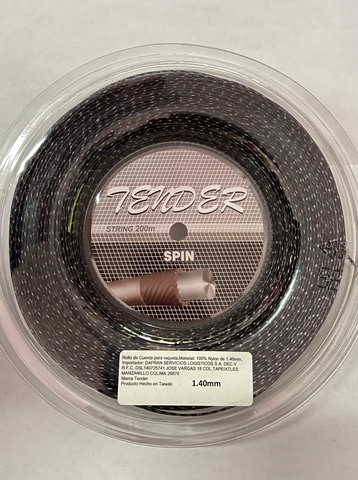 TENDER
STRING 200m
SPIN
Rollo de Cuerda para raqueta,Material: 100% Nylon de 1.40mm,
Importador: DAFRAN SERVICIOS LOGISTICOS S.A. DEC.V.
R.F.C. DSL140725741 JOSE VARGAS 18 COL.TAPEIXTLES
MANZANILLO COLIMA 28876
Marca Tender
Producto Hecho en Taiwán
1.40mm